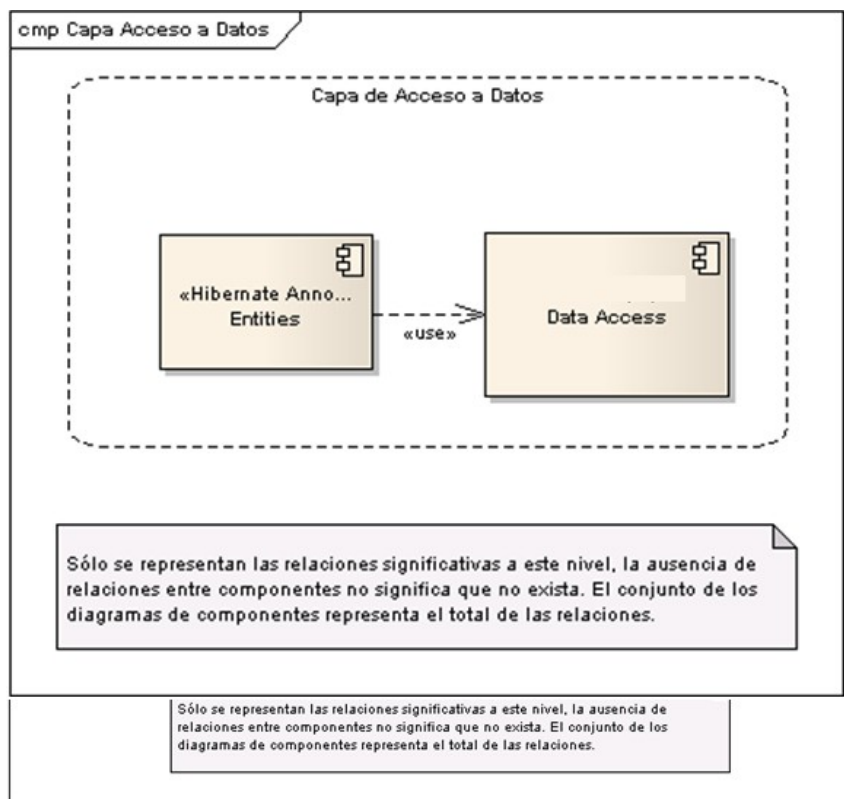 cmp Capa Acceso a Datos
Capa de Acceso a Datos
«Hibernate Anno...
Entities
«use»
Data Access
Sólo se representan las relaciones significativas a este nivel, la ausencia de
relaciones entre componentes no significa que no exista. El conjunto de los
diagramas de componentes representa el total de las relaciones.
Sólo se representan las relaciones significativas a este nivel, la ausencia de
relaciones entre componentes no significa que no exista. El conjunto de los
diagramas de componentes representa el total de las relaciones.